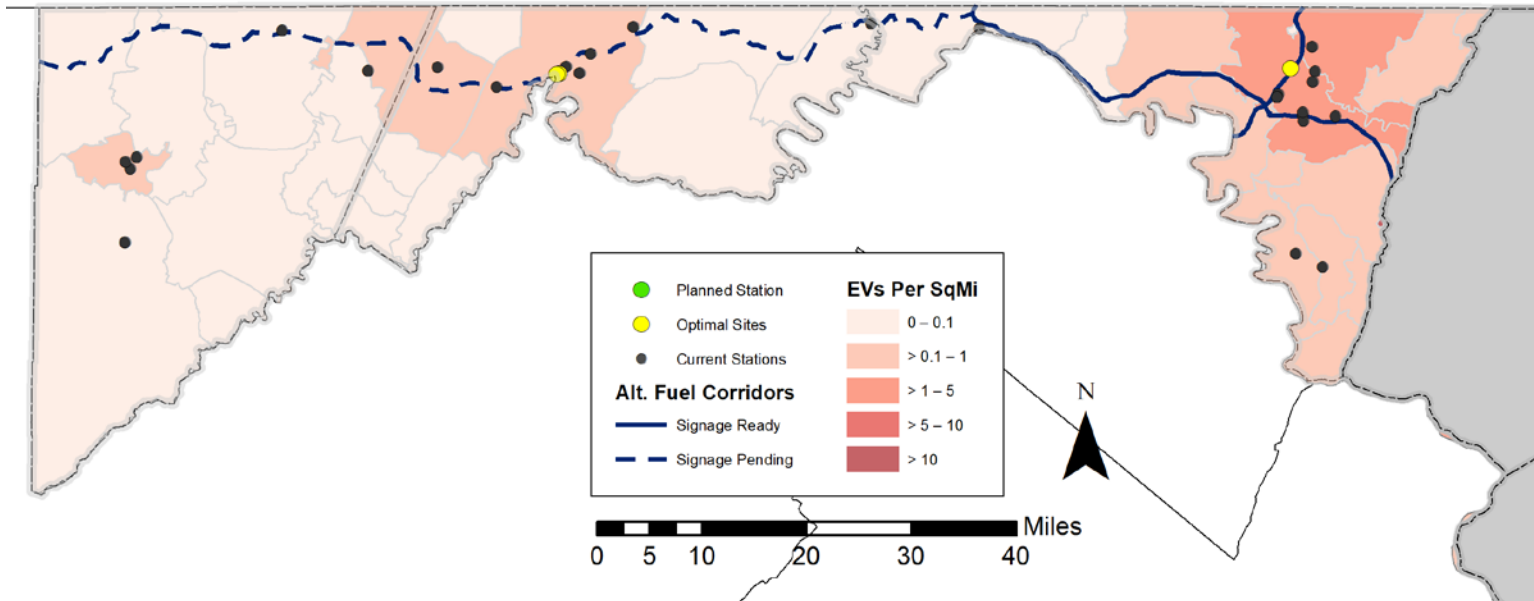 Planned Station
Optimal Sites
Current Stations
Alt. Fuel Corridors
Signage Ready
Signage Pending
EVs Per SqMi
0 – 0.1
> 0.1 – 1
> 1 – 5
> 5 – 10
> 10
N
Miles
0 5 10 20 30 40